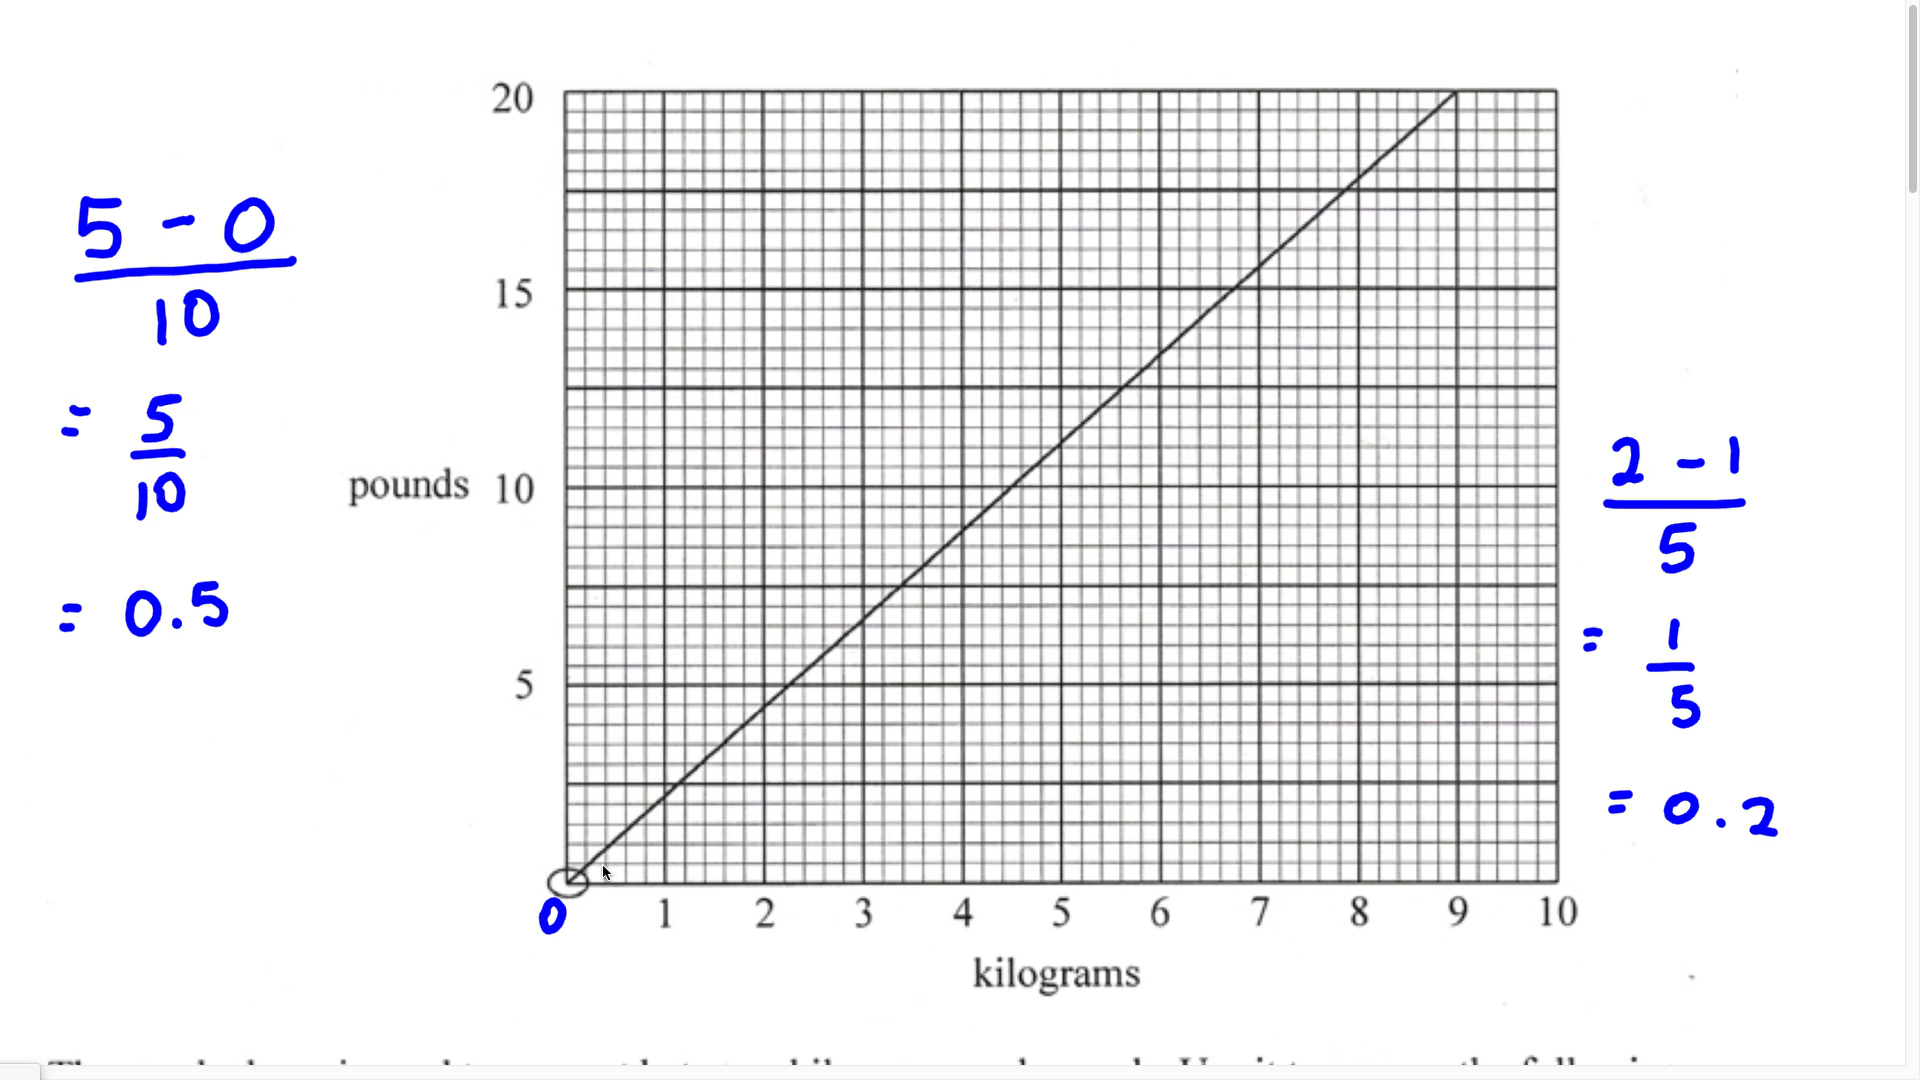 20
15
pounds 10
5
0 1 2 3 4 5 6 7 8 9 10
kilograms
5 - 0
10
= 5
10
= 0.5
2 - 1
5
= 1
5
= 0.2